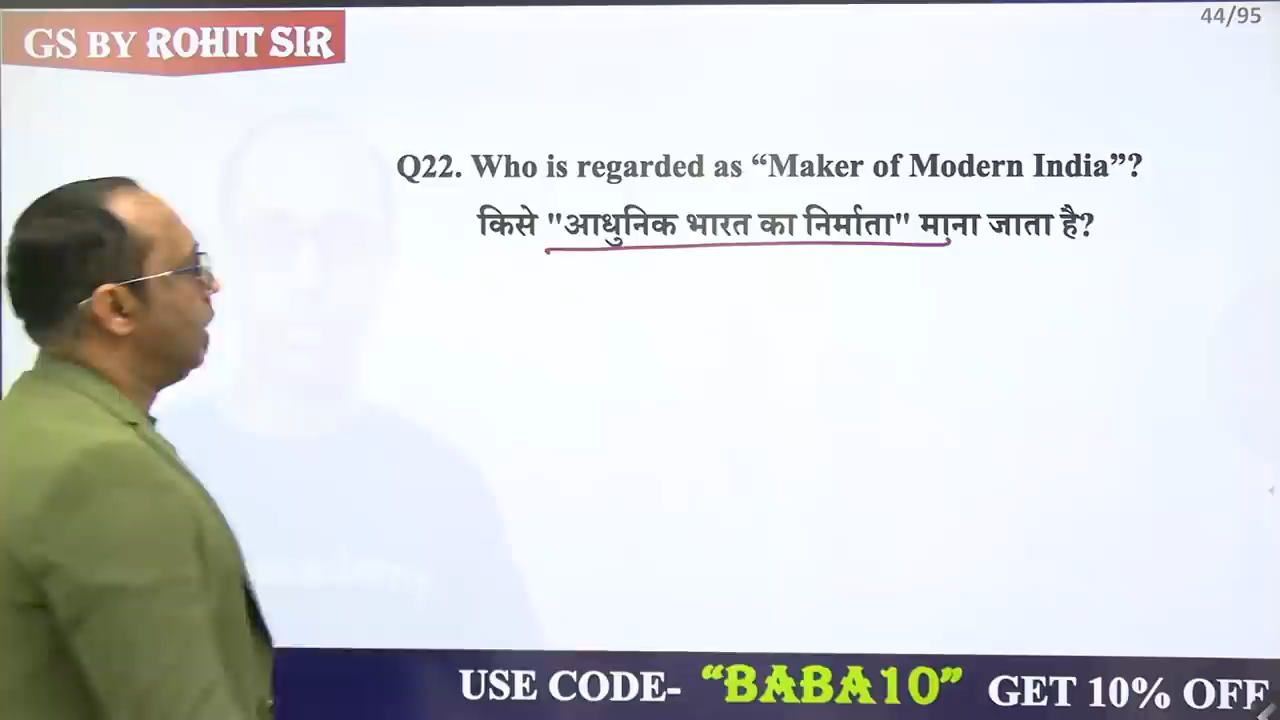 GS BY ROHIT SIR
44/95
Q22. Who is regarded as “Maker of Modern India”?
किसे "आधुनिक भारत का निर्माता" माना जाता है?
USE CODE- “BABA10” GET 10% OFF